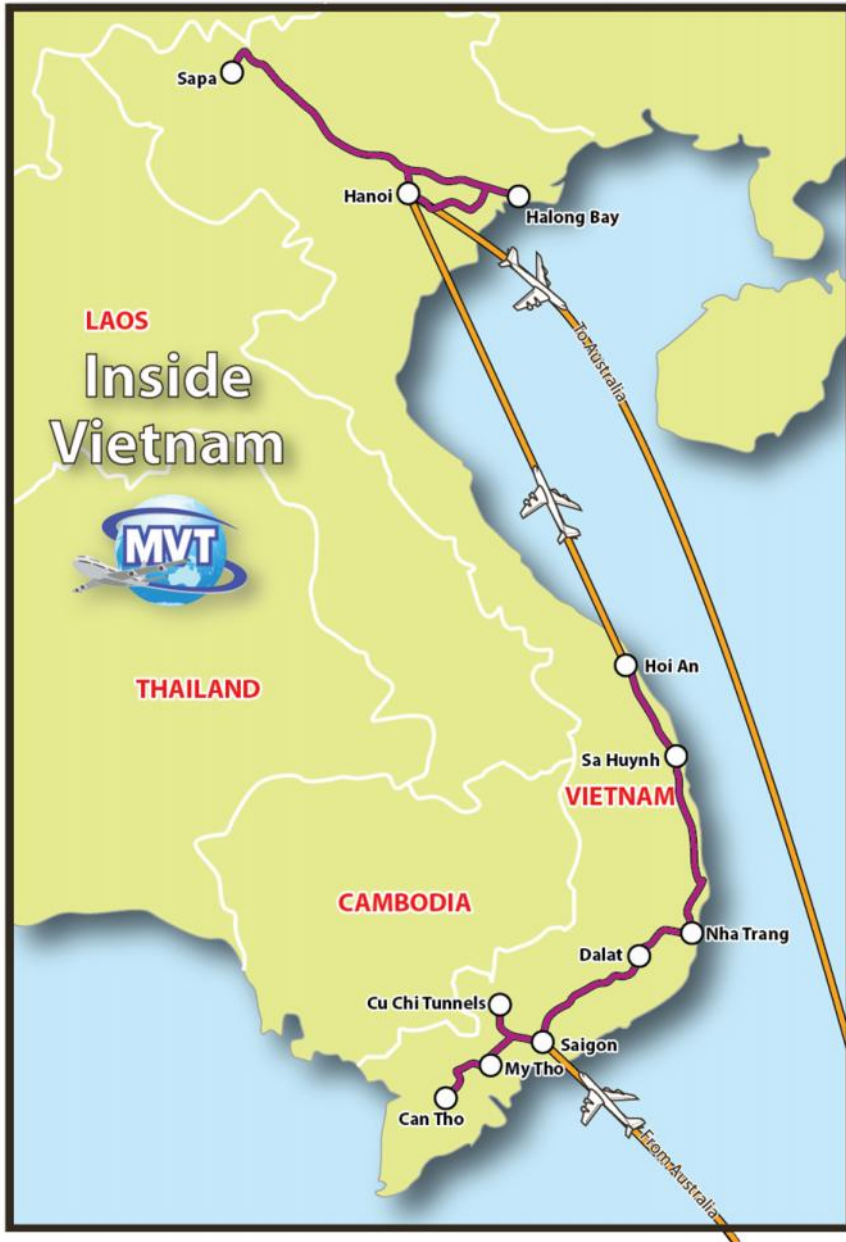 Sapa
Hanoi
Halong Bay
To Australia
LAOS
Inside
Vietnam
MVT
Hoi An
THAILAND
Sa Huynh
VIETNAM
CAMBODIA
Nha Trang
Dalat
Cu Chi Tunnels
Saigon
My Tho
Can Tho
From Australia